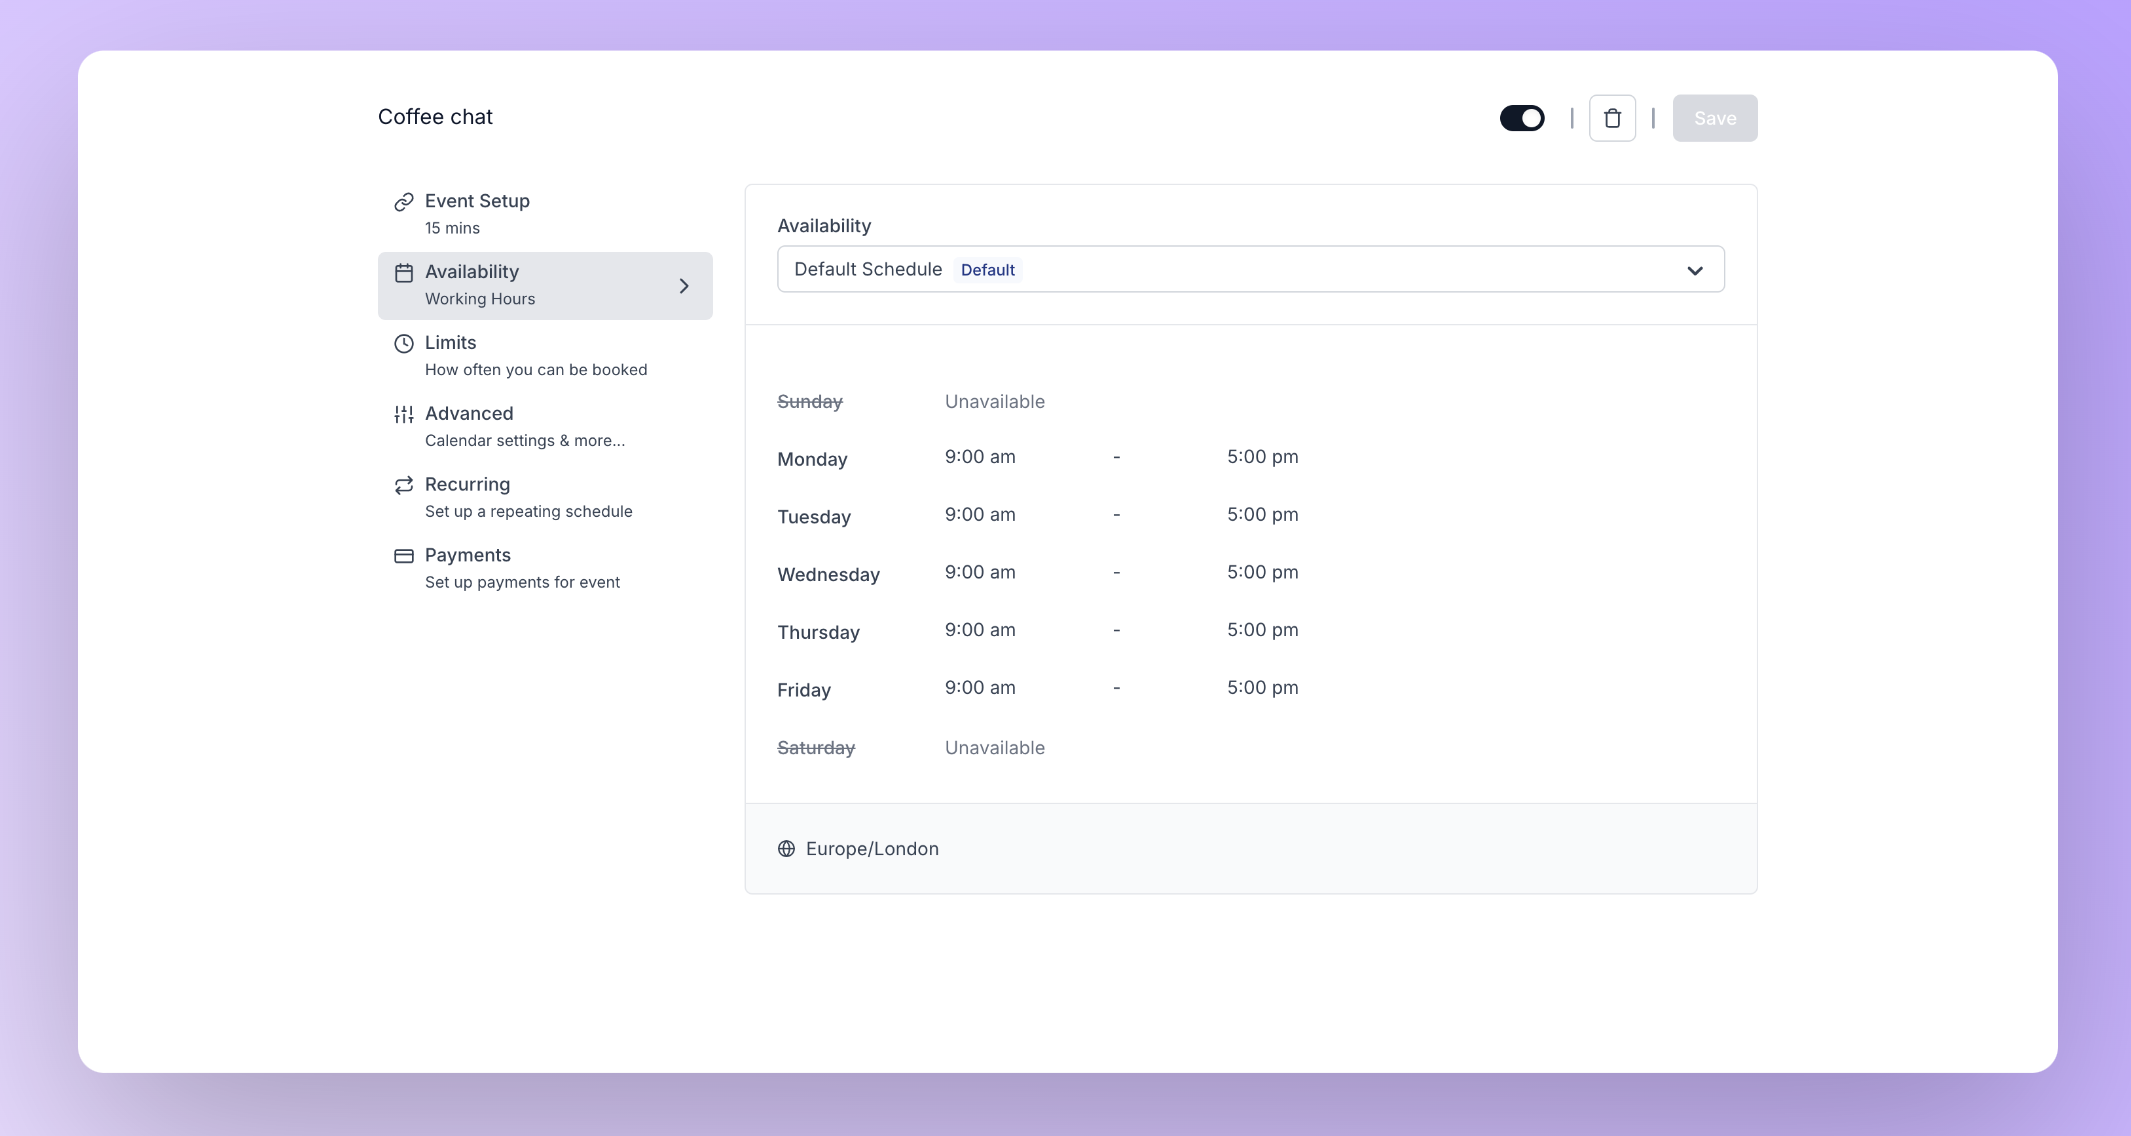 Coffee chat
Save
Event Setup
15 mins
Availability
Working Hours
Limits
How often you can be booked
Advanced
Calendar settings & more...
Recurring
Set up a repeating schedule
Payments
Set up payments for event
Availability
Default Schedule Default
Sunday Unavailable
Monday 9:00 am - 5:00 pm
Tuesday 9:00 am - 5:00 pm
Wednesday 9:00 am - 5:00 pm
Thursday 9:00 am - 5:00 pm
Friday 9:00 am - 5:00 pm
Saturday Unavailable
Europe/London